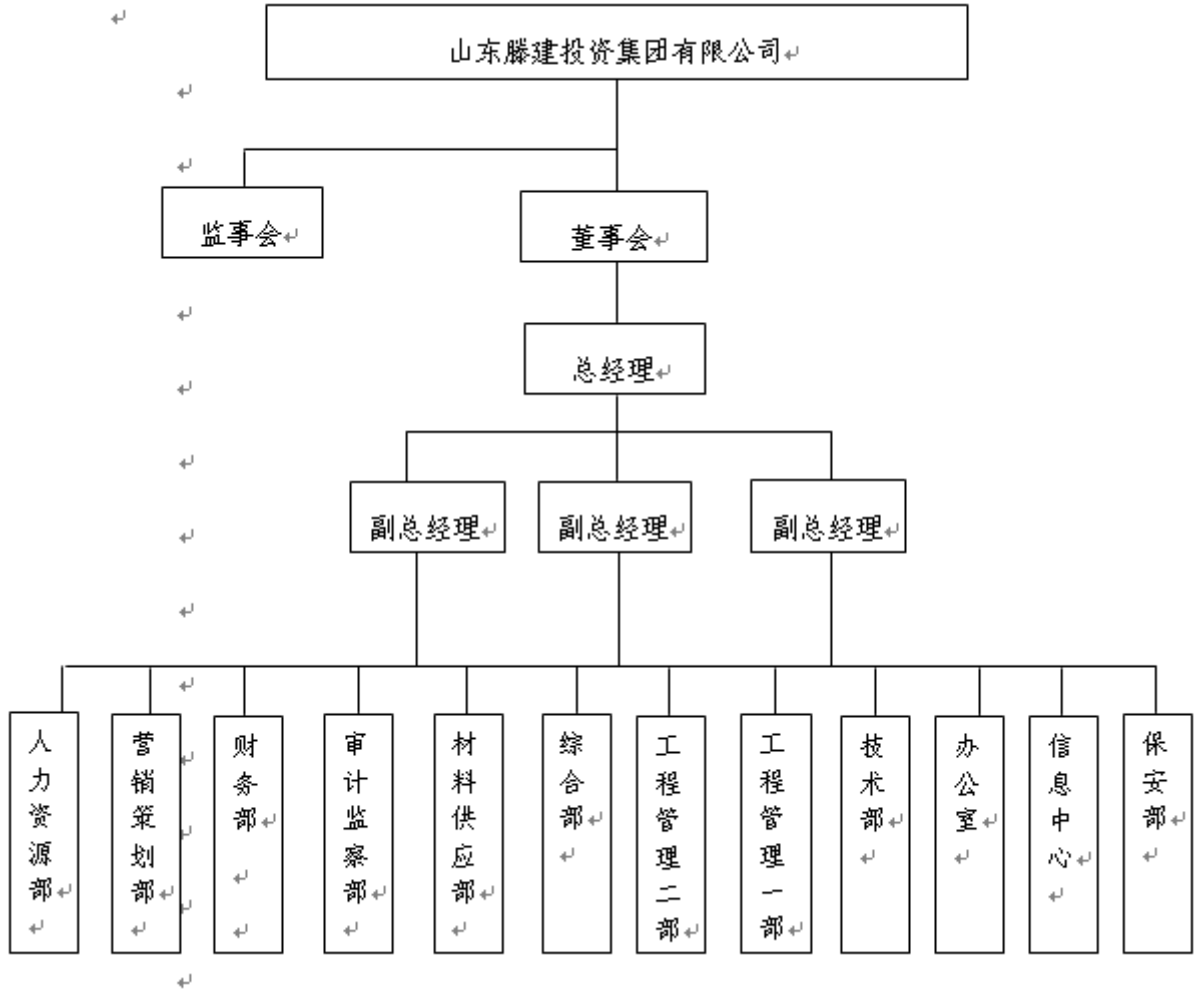 山东滕建投资集团有限公司
监事会
董事会
总经理
副总经理
副总经理
副总经理
人力资源部
营销策划部
财务部
审计监察部
材料供应部
综合部
工程管理二部
工程管理一部
技术部
办公室
信息中心
保安部